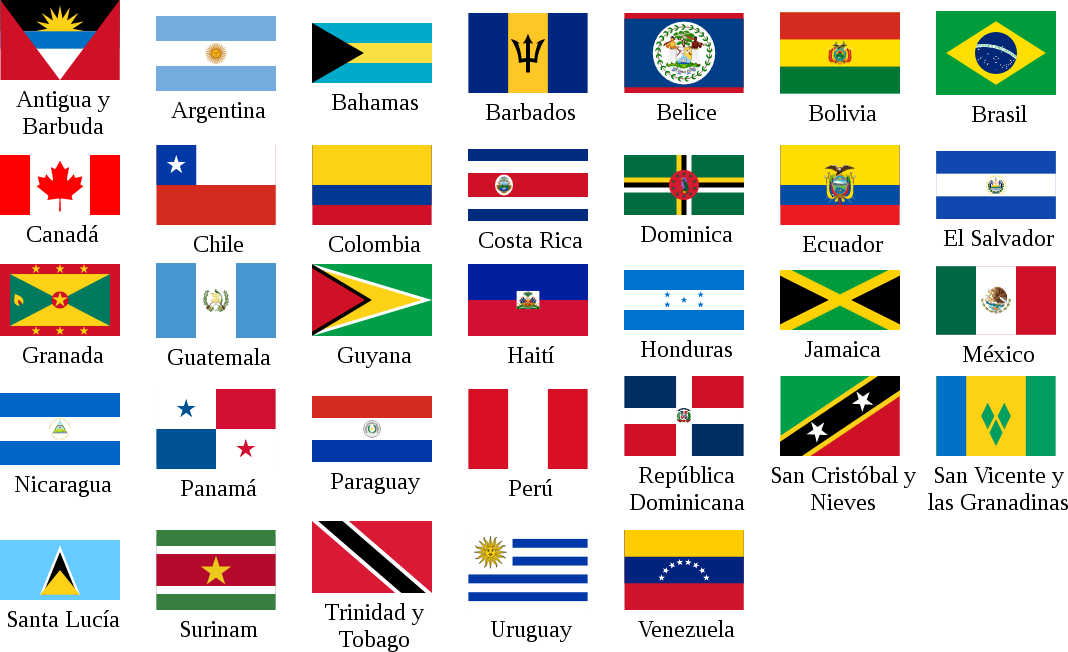 Antigua y
Barbuda
Argentina
Bahamas
Barbados
Belice
Bolivia
Brasil
Canadá
Chile
Colombia
Costa Rica
Dominica
Ecuador
El Salvador
Granada
Guatemala
Guyana
Haití
Honduras
Jamaica
México
Nicaragua
Panamá
Paraguay
Perú
República
Dominicana
San Cristóbal y
Nieves
San Vicente y
las Granadinas
Santa Lucía
Surinam
Trinidad y
Tobago
Uruguay
Venezuela